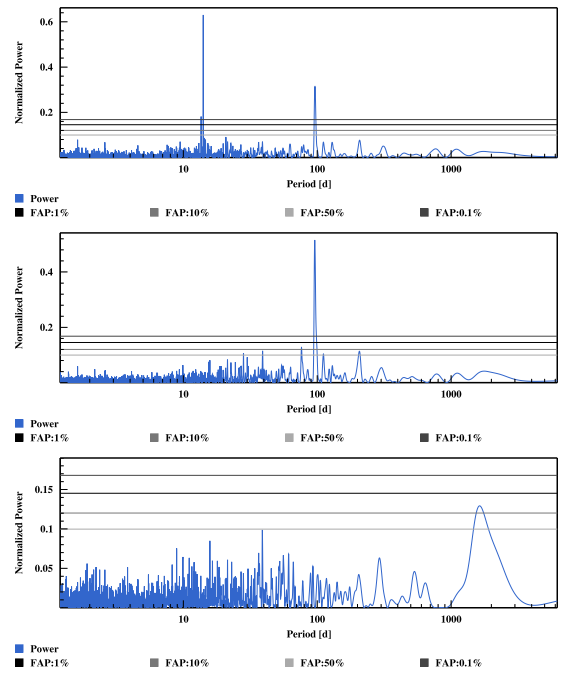 Normalized Power
0.6
0.4
0.2
10 100 1000
Period [d]
Power
FAP:1% FAP:10% FAP:50% FAP:0.1%
Normalized Power
0.4
0.2
10 100 1000
Period [d]
Power
FAP:1% FAP:10% FAP:50% FAP:0.1%
Normalized Power
0.15
0.1
0.05
10 100 1000
Period [d]
Power
FAP:1% FAP:10% FAP:50% FAP:0.1%